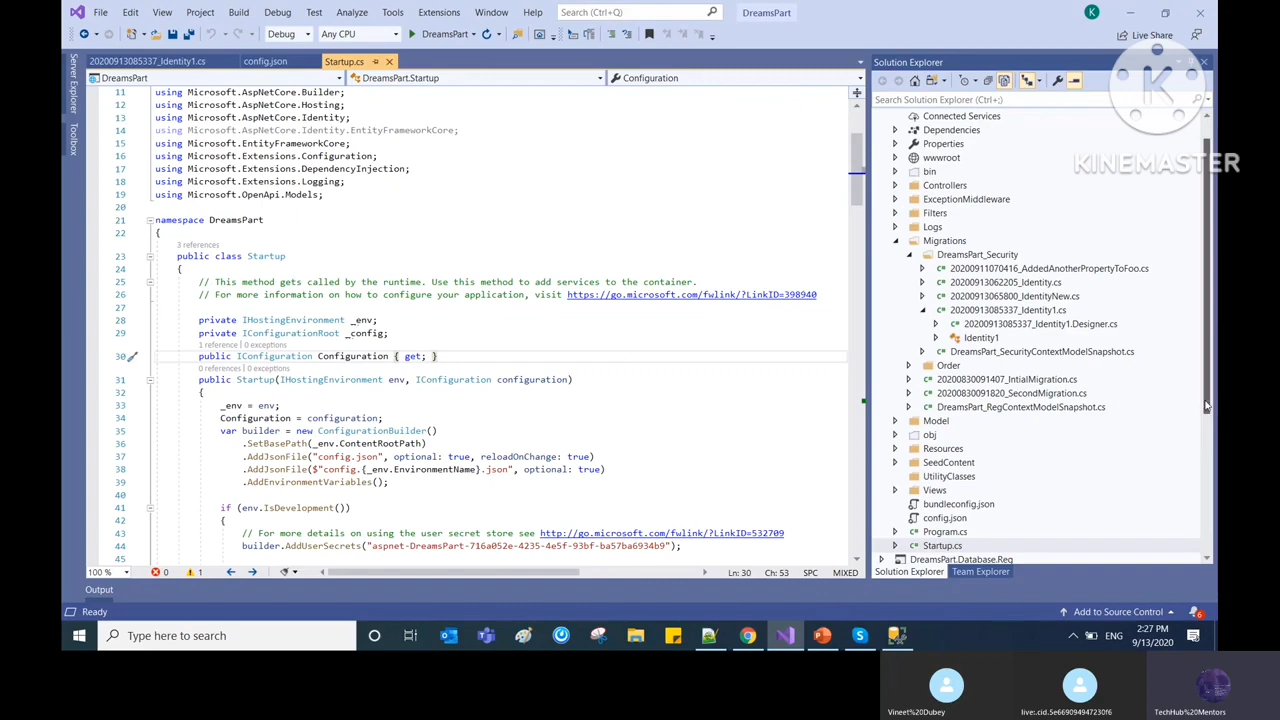 File Edit View Project Build Debug Test Analyze Tools Extensions Window Help Search (Ctrl+Q) DreamsPart K
Debug Any CPU DreamsPart Live Share
20200913085337_Identity1.cs config.json Startup.cs
DreamsPart DreamsPart.Startup Configuration
Server Explorer
Toolbox
11 using Microsoft.AspNetCore.Builder;
12 using Microsoft.AspNetCore.Hosting;
13 using Microsoft.AspNetCore.Identity;
14 using Microsoft.AspNetCore.Identity.EntityFrameworkCore;
15 using Microsoft.EntityFrameworkCore;
16 using Microsoft.Extensions.Configuration;
17 using Microsoft.Extensions.DependencyInjection;
18 using Microsoft.Extensions.Logging;
19 using Microsoft.OpenApi.Models;
20
21 namespace DreamsPart
22 {
3 references
23 public class Startup
24 {
25 // This method gets called by the runtime. Use this method to add services to the container.
26 // For more information on how to configure your application, visit https://go.microsoft.com/fwlink/?LinkID=398940
27
28 private IHostingEnvironment _env;
29 private IConfigurationRoot _config;
1 reference | 0 exceptions
30 public IConfiguration Configuration { get; }
0 references | 0 exceptions
31 public Startup(IHostingEnvironment env, IConfiguration configuration)
32 {
33 _env = env;
34 Configuration = configuration;
35 var builder = new ConfigurationBuilder()
36 .SetBasePath(_env.ContentRootPath)
37 .AddJsonFile("config.json", optional: true, reloadOnChange: true)
38 .AddJsonFile($"config.{_env.EnvironmentName}.json", optional: true)
39 .AddEnvironmentVariables();
40
41 if (env.IsDevelopment())
42 {
43 // For more details on using the user secret store see http://go.microsoft.com/fwlink/?LinkID=532709
44 builder.AddUserSecrets("aspnet-DreamsPart-716a052e-4235-4e5f-93bf-ba57ba6934b9");
45
100 % 0 1 Ln: 30 Ch: 53 SPC MIXED
Output
Solution Explorer
Search Solution Explorer (Ctrl+;)
Connected Services
Dependencies
Properties
wwwroot
bin
Controllers
ExceptionMiddleware
Filters
Logs
Migrations
DreamsPart_Security
20200911070416_AddedAnotherPropertyToFoo.cs
20200913062205_Identity.cs
20200913065800_IdentityNew.cs
20200913085337_Identity1.cs
20200913085337_Identity1.Designer.cs
Identity1
DreamsPart_SecurityContextModelSnapshot.cs
Order
20200830091407_IntialMigration.cs
20200830091820_SecondMigration.cs
DreamsPart_RegContextModelSnapshot.cs
Model
obj
Resources
SeedContent
UtilityClasses
Views
bundleconfig.json
config.json
Program.cs
Startup.cs
DreamsPart.Database.Reg
Solution Explorer Team Explorer
K
KINEMASTER
Ready Add to Source Control 6
Type here to search ENG 2:27 PM
9/13/2020
Vineet%20Dubey live:.cid.5e669094947230f6 TechHub%20Mentors